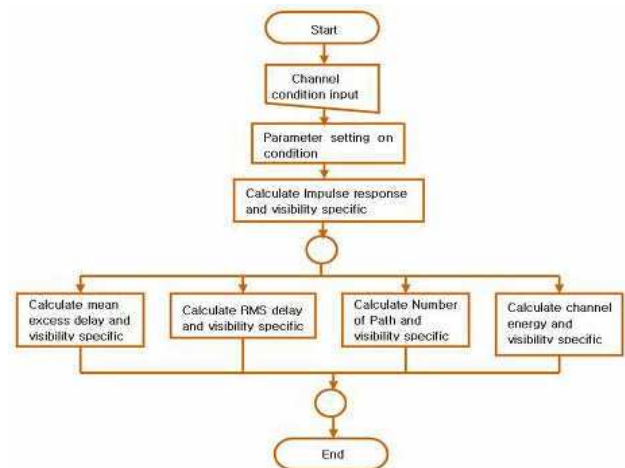 Start
Channel
condition input
Parameter setting on
condition
Calculate Impulse response
and visibility specific
Calculate mean
excess delay and
visibility specific
Calculate RMS delay
and visibility specific
Calculate Number
of Path and
visibility specific
Calculate channel
energy and
visibility specific
End